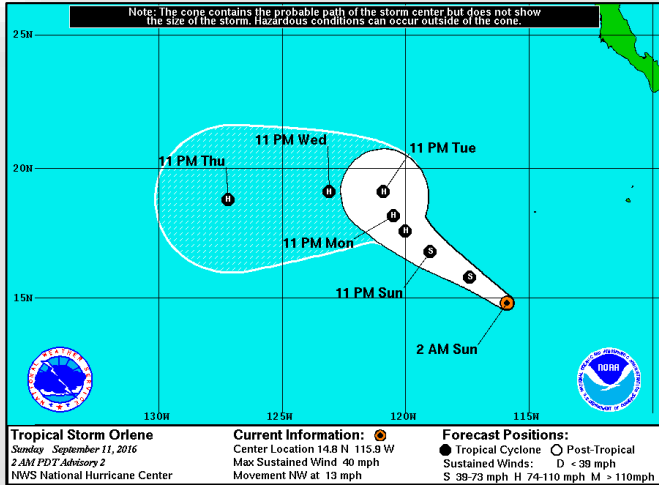 Note: The cone contains the probable path of the storm center but does not show
the size of the storm. Hazardous conditions can occur outside of the cone.
25N
11 PM Wed
11 PM Tue
11 PM Thu
20N
H
H
H
H
11 PM Mon
H
S
11 PM Sun
S
15N
2 AM Sun
NATIONAL WEATHER SERVICE
NOAA
130W
125W
120W
115W
Tropical Storm Orlene
Sunday September 11, 2016
2 AM PDT Advisory 2
NWS National Hurricane Center
Current Information:
Center Location 14.8 N 115.9 W
Max Sustained Wind 40 mph
Movement NW at 13 mph
Forecast Positions:
Tropical Cyclone Post-Tropical
Sustained Winds: D < 39 mph
S 39-73 mph H 74-110 mph M > 110mph